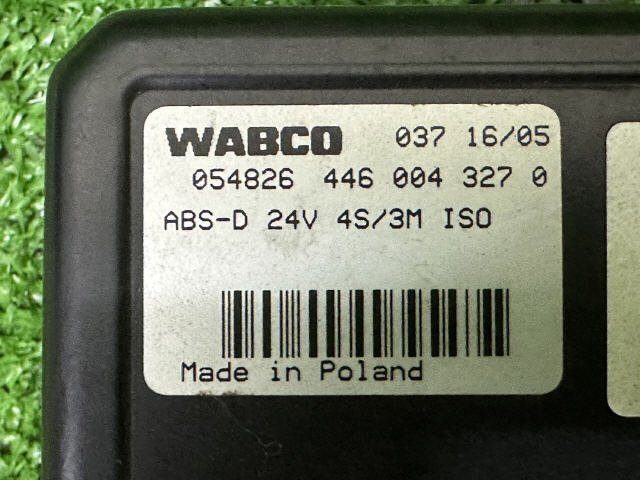 WABCO 037 16/05
054826 446 004 327 0
ABS-D 24V 4S/3M ISO
Made in Poland